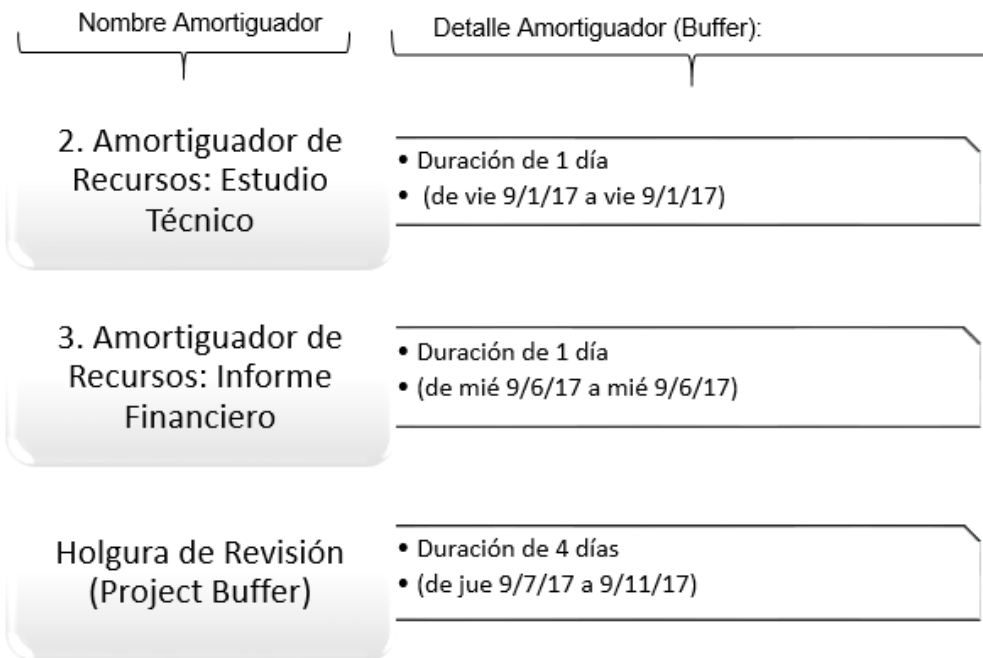 Nombre Amortiguador
Detalle Amortiguador (Buffer):
2. Amortiguador de
Recursos: Estudio
Técnico
• Duración de 1 día
• (de vie 9/1/17 a vie 9/1/17)
3. Amortiguador de
Recursos: Informe
Financiero
• Duración de 1 día
• (de mié 9/6/17 a mié 9/6/17)
Holgura de Revisión
(Project Buffer)
• Duración de 4 días
• (de jue 9/7/17 a 9/11/17)